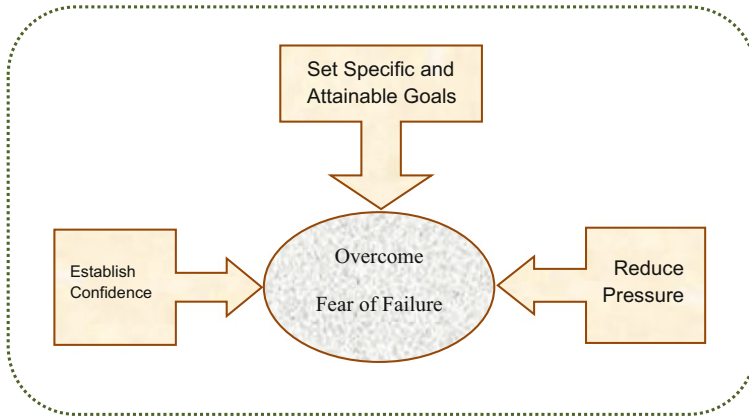 Set Specific and
Attainable Goals
Establish
Confidence
Overcome
Fear of Failure
Reduce
Pressure